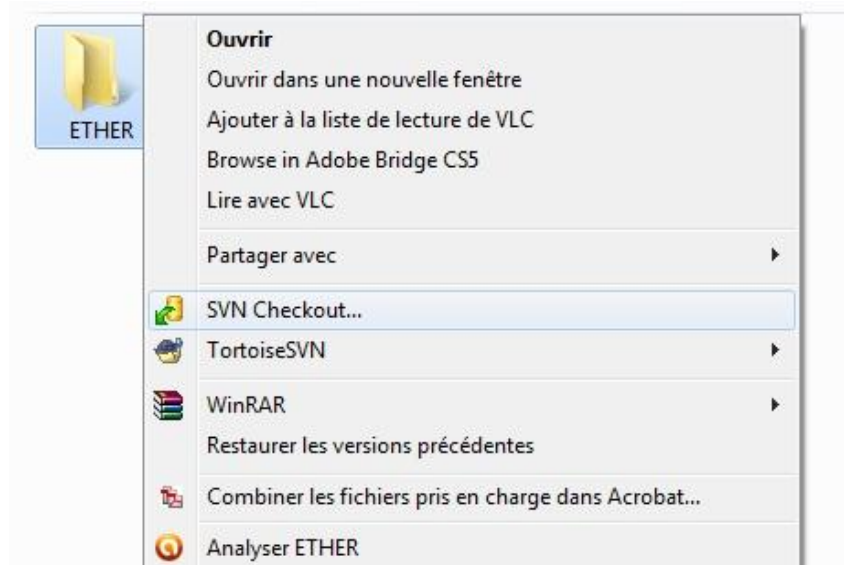 ETHER
Ouvrir
Ouvrir dans une nouvelle fenêtre
Ajouter à la liste de lecture de VLC
Browse in Adobe Bridge CS5
Lire avec VLC
Partager avec
SVN Checkout...
TortoiseSVN
WinRAR
Restaurer les versions précédentes
Combiner les fichiers pris en charge dans Acrobat...
Analyser ETHER